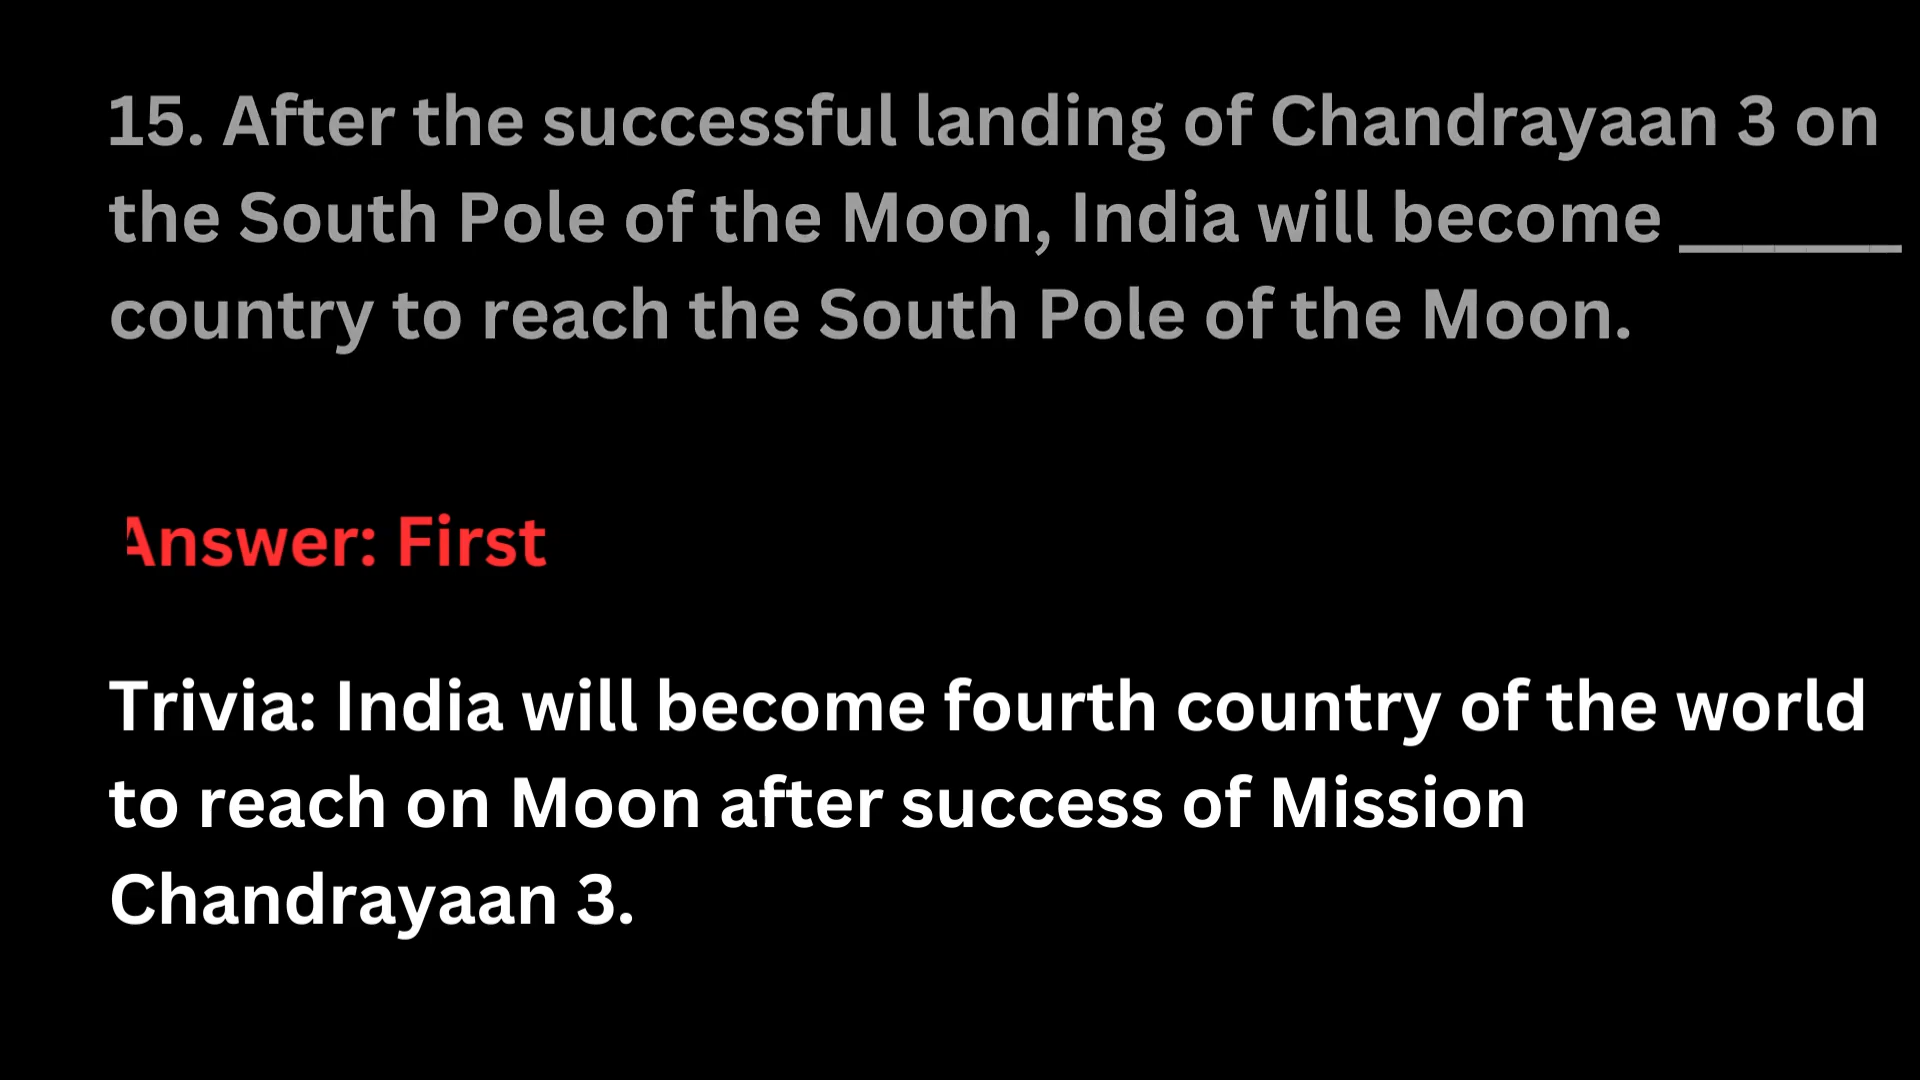 15. After the successful landing of Chandrayaan 3 on
the South Pole of the Moon, India will become _______
country to reach the South Pole of the Moon.
Answer: First
Trivia: India will become fourth country of the world
to reach on Moon after success of Mission
Chandrayaan 3.